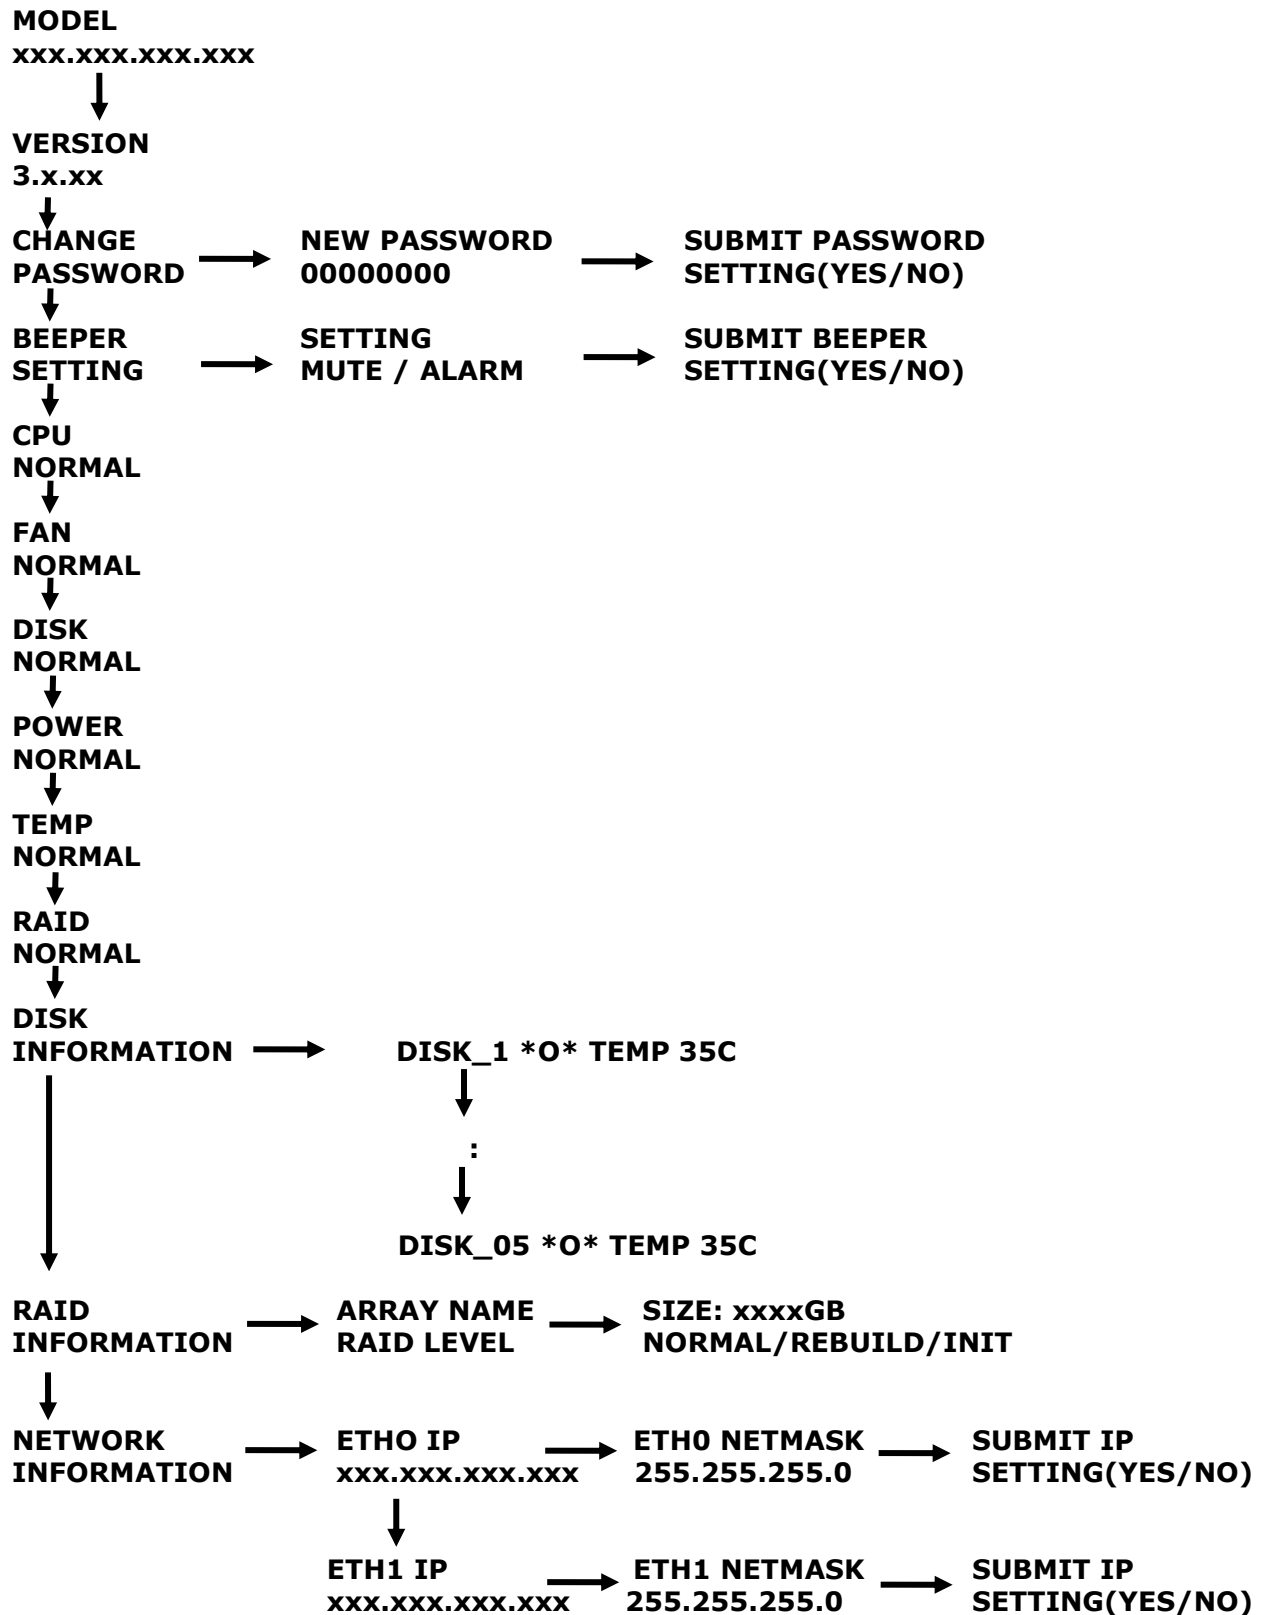 MODEL
xxx.xxx.xxx.xxx
VERSION
3.x.xx
CHANGE PASSWORD
NEW PASSWORD
00000000
SUBMIT PASSWORD
SETTING(YES/NO)
BEEPER
SETTING
SETTING
MUTE / ALARM
SUBMIT BEEPER
SETTING(YES/NO)
CPU
NORMAL
FAN
NORMAL
DISK
NORMAL
POWER
NORMAL
TEMP
NORMAL
RAID
NORMAL
DISK
INFORMATION
DISK_1 *O* TEMP 35C
:
DISK_05 *O* TEMP 35C
RAID
INFORMATION
ARRAY NAME
RAID LEVEL
SIZE: xxxxGB
NORMAL/REBUILD/INIT
NETWORK
INFORMATION
ETHO IP
xxx.xxx.xxx.xxx
ETH0 NETMASK
255.255.255.0
SUBMIT IP
SETTING(YES/NO)
ETH1 IP
xxx.xxx.xxx.xxx
ETH1 NETMASK
255.255.255.0
SUBMIT IP
SETTING(YES/NO)